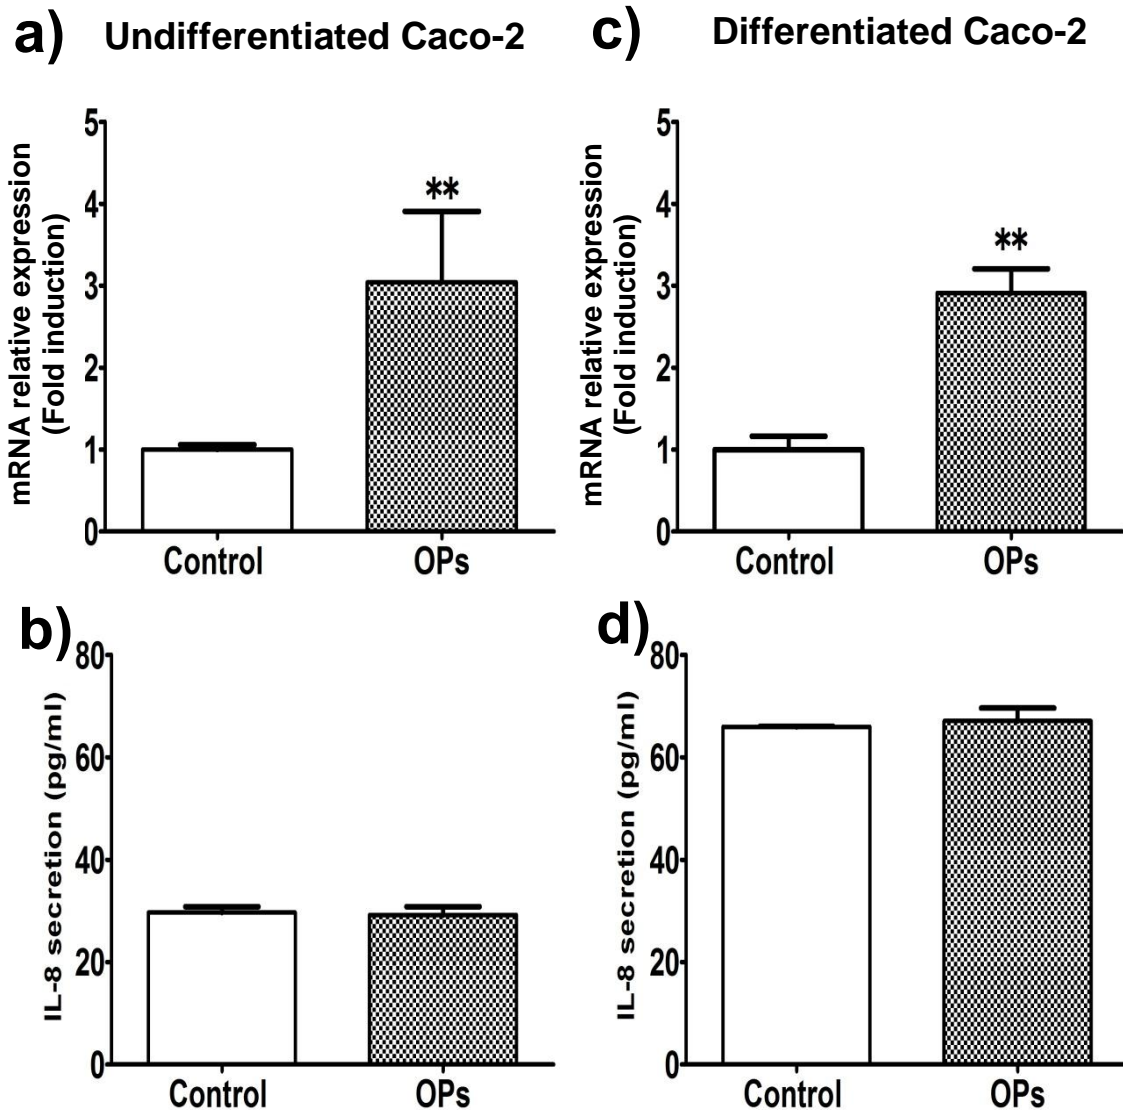 a) Undifferentiated Caco-2
mRNA relative expression
(Fold induction)
5
4
3
2
1
0
**
Control OPs
c) Differentiated Caco-2
mRNA relative expression
(Fold induction)
5
4
3
2
1
0
**
Control OPs
b)
IL-8 secretion (pg/ml)
80
60
40
20
0
Control OPs
d)
IL-8 secretion (pg/ml)
80
60
40
20
0
Control OPs